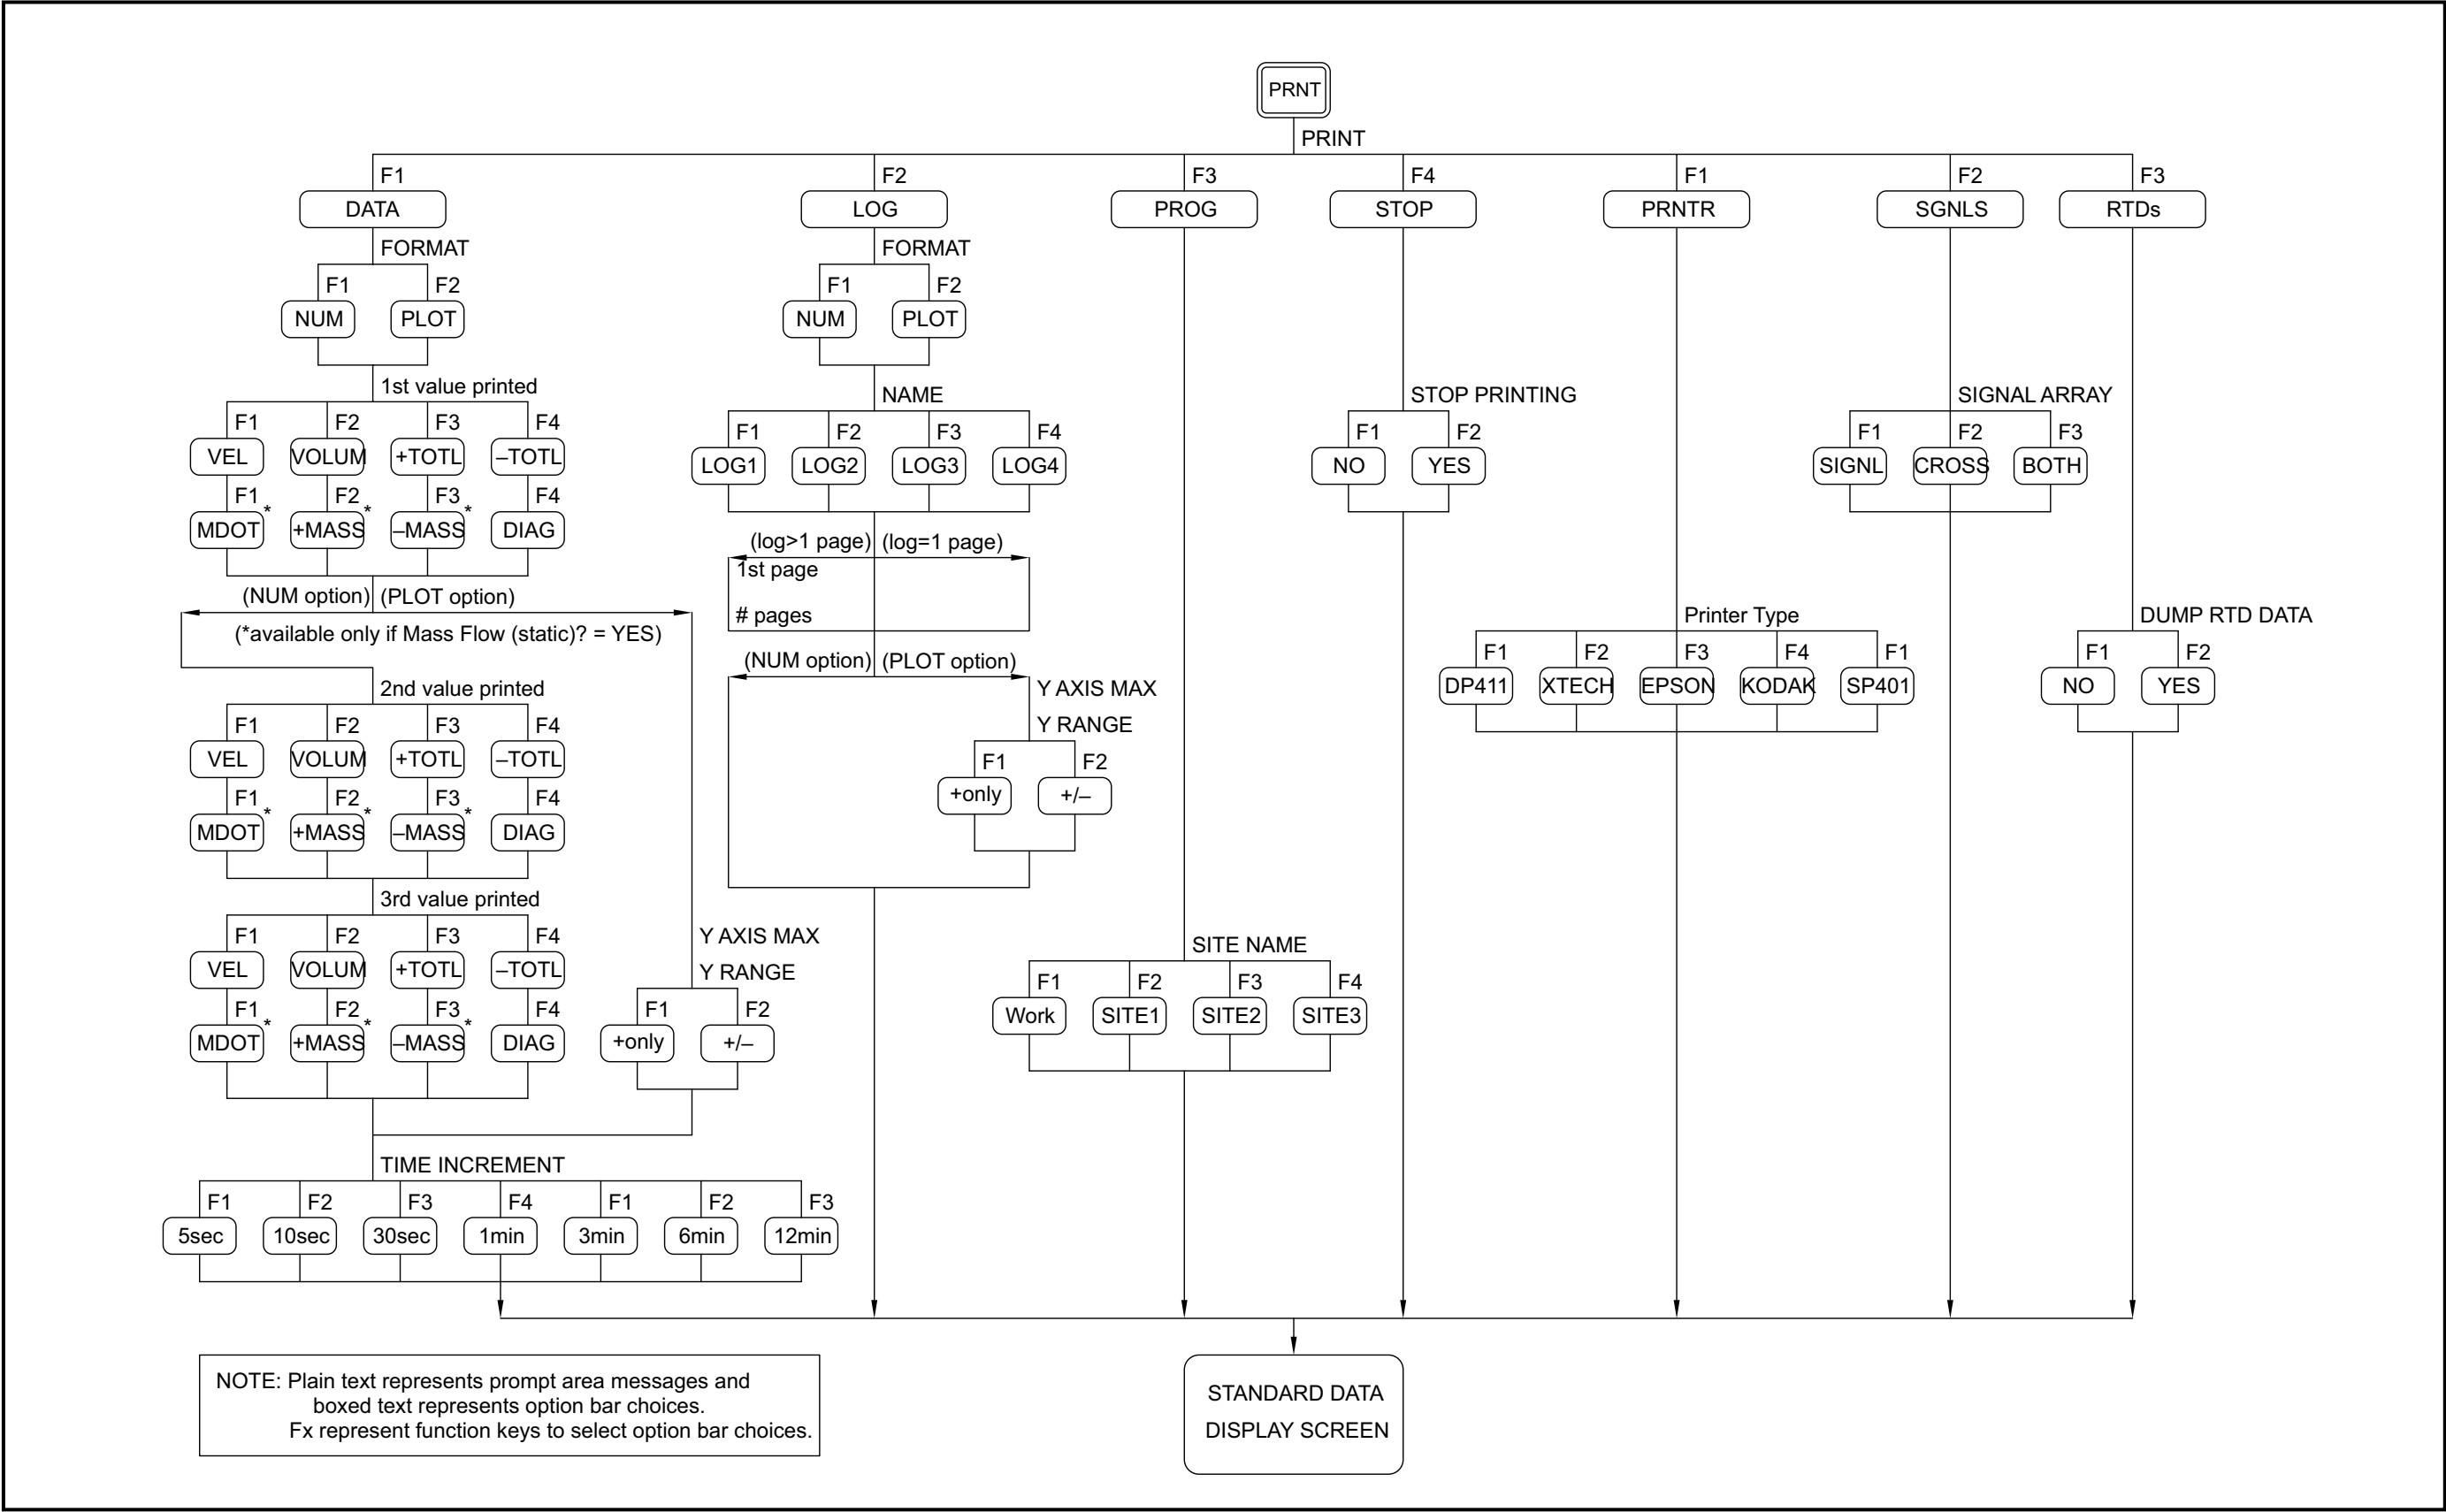 PRNT
PRINT
F1 F2 F3 F4 F1 F2 F3
DATA LOG PROG STOP PRNTR SGNLS RTDs
FORMAT FORMAT
F1 F2 F1 F2
NUM PLOT NUM PLOT
1st value printed NAME STOP PRINTING SIGNAL ARRAY
F1 F2 F3 F4 F1 F2 F3 F4 F1 F2 F1 F2 F3
VEL VOLUM +TOTL –TOTL LOG1 LOG2 LOG3 LOG4 NO YES SIGNL CROSS BOTH
F1 F2 F3 F4
MDOT* +MASS* –MASS* DIAG
(log>1 page) (log=1 page)
1st page
(NUM option) (PLOT option)
# pages Printer Type DUMP RTD DATA
(*available only if Mass Flow (static)? = YES)
F1 F2 F3 F4 F1 F1 F2
(NUM option) (PLOT option)
DP411 XTECH EPSON KODAK SP401 NO YES
2nd value printed Y AXIS MAX
F1 F2 F3 F4 Y RANGE
VEL VOLUM +TOTL –TOTL F1 F2
F1 F2 F3 F4 +only +/–
MDOT* +MASS* –MASS* DIAG
3rd value printed
F1 F2 F3 F4 Y AXIS MAX SITE NAME
VEL VOLUM +TOTL –TOTL Y RANGE F1 F2 F3 F4
F1 F2 F3 F4 F1 F2 Work SITE1 SITE2 SITE3
MDOT* +MASS* –MASS* DIAG +only +/–
TIME INCREMENT
F1 F2 F3 F4 F1 F2 F3
5sec 10sec 30sec 1min 3min 6min 12min
NOTE: Plain text represents prompt area messages and
boxed text represents option bar choices.
Fx represent function keys to select option bar choices.
STANDARD DATA
DISPLAY SCREEN